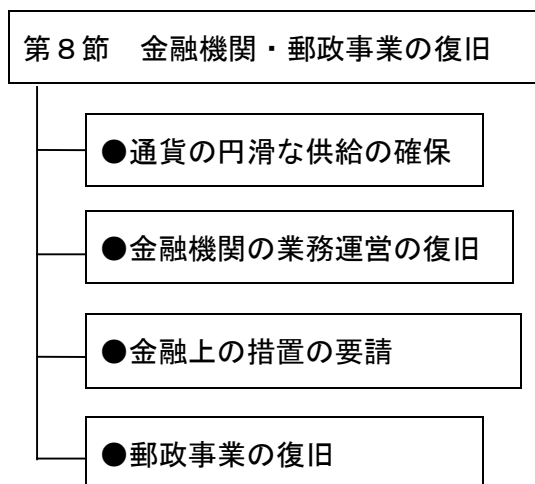 第８節　金融機関・郵政事業の復旧
●通貨の円滑な供給の確保
●金融機関の業務運営の復旧
●金融上の措置の要請
●郵政事業の復旧